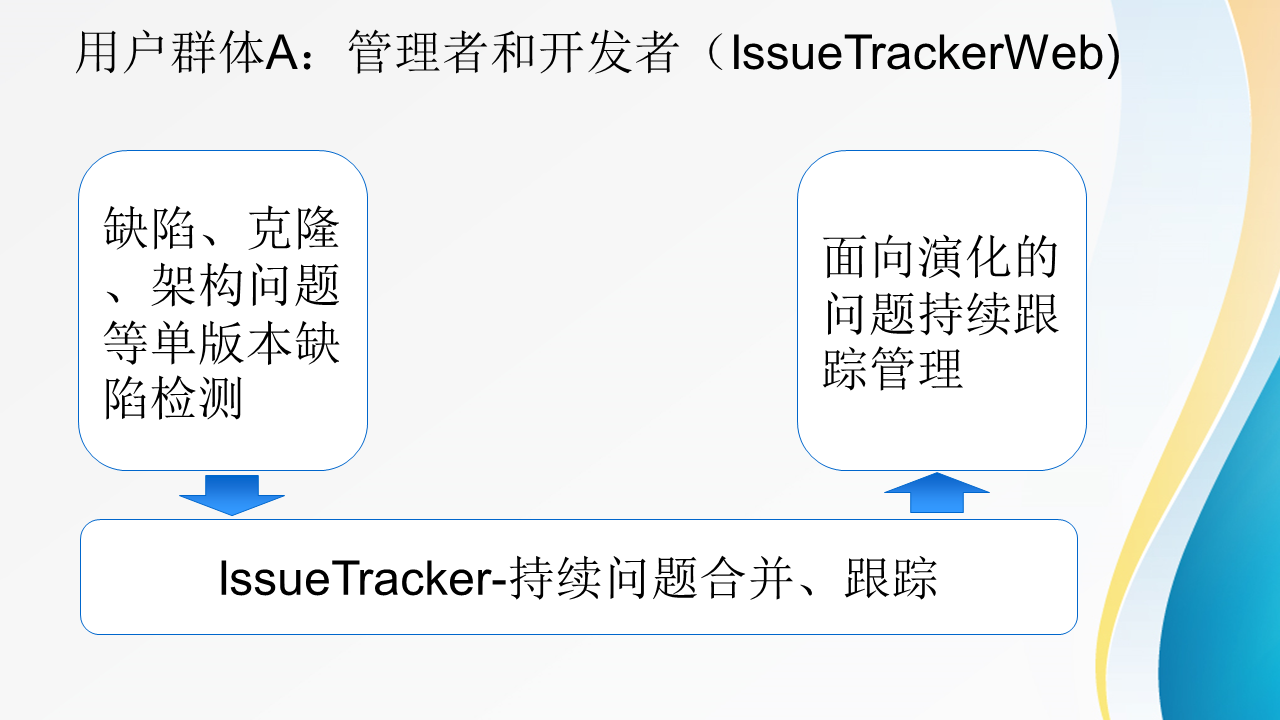 用户群体A：管理者和开发者（IssueTrackerWeb)
缺陷、克隆
、架构问题
等单版本缺
陷检测
面向演化的
问题持续跟
踪管理
IssueTracker-持续问题合并、跟踪